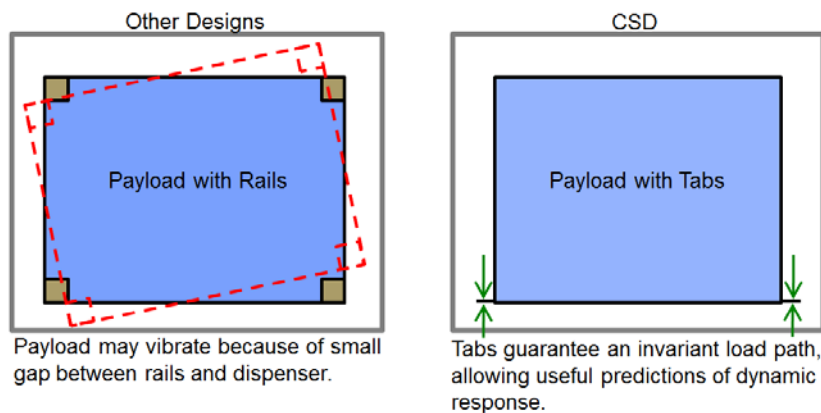 Other Designs
Payload with Rails
Payload may vibrate because of small
gap between rails and dispenser.
CSD
Payload with Tabs
Tabs guarantee an invariant load path,
allowing useful predictions of dynamic
response.